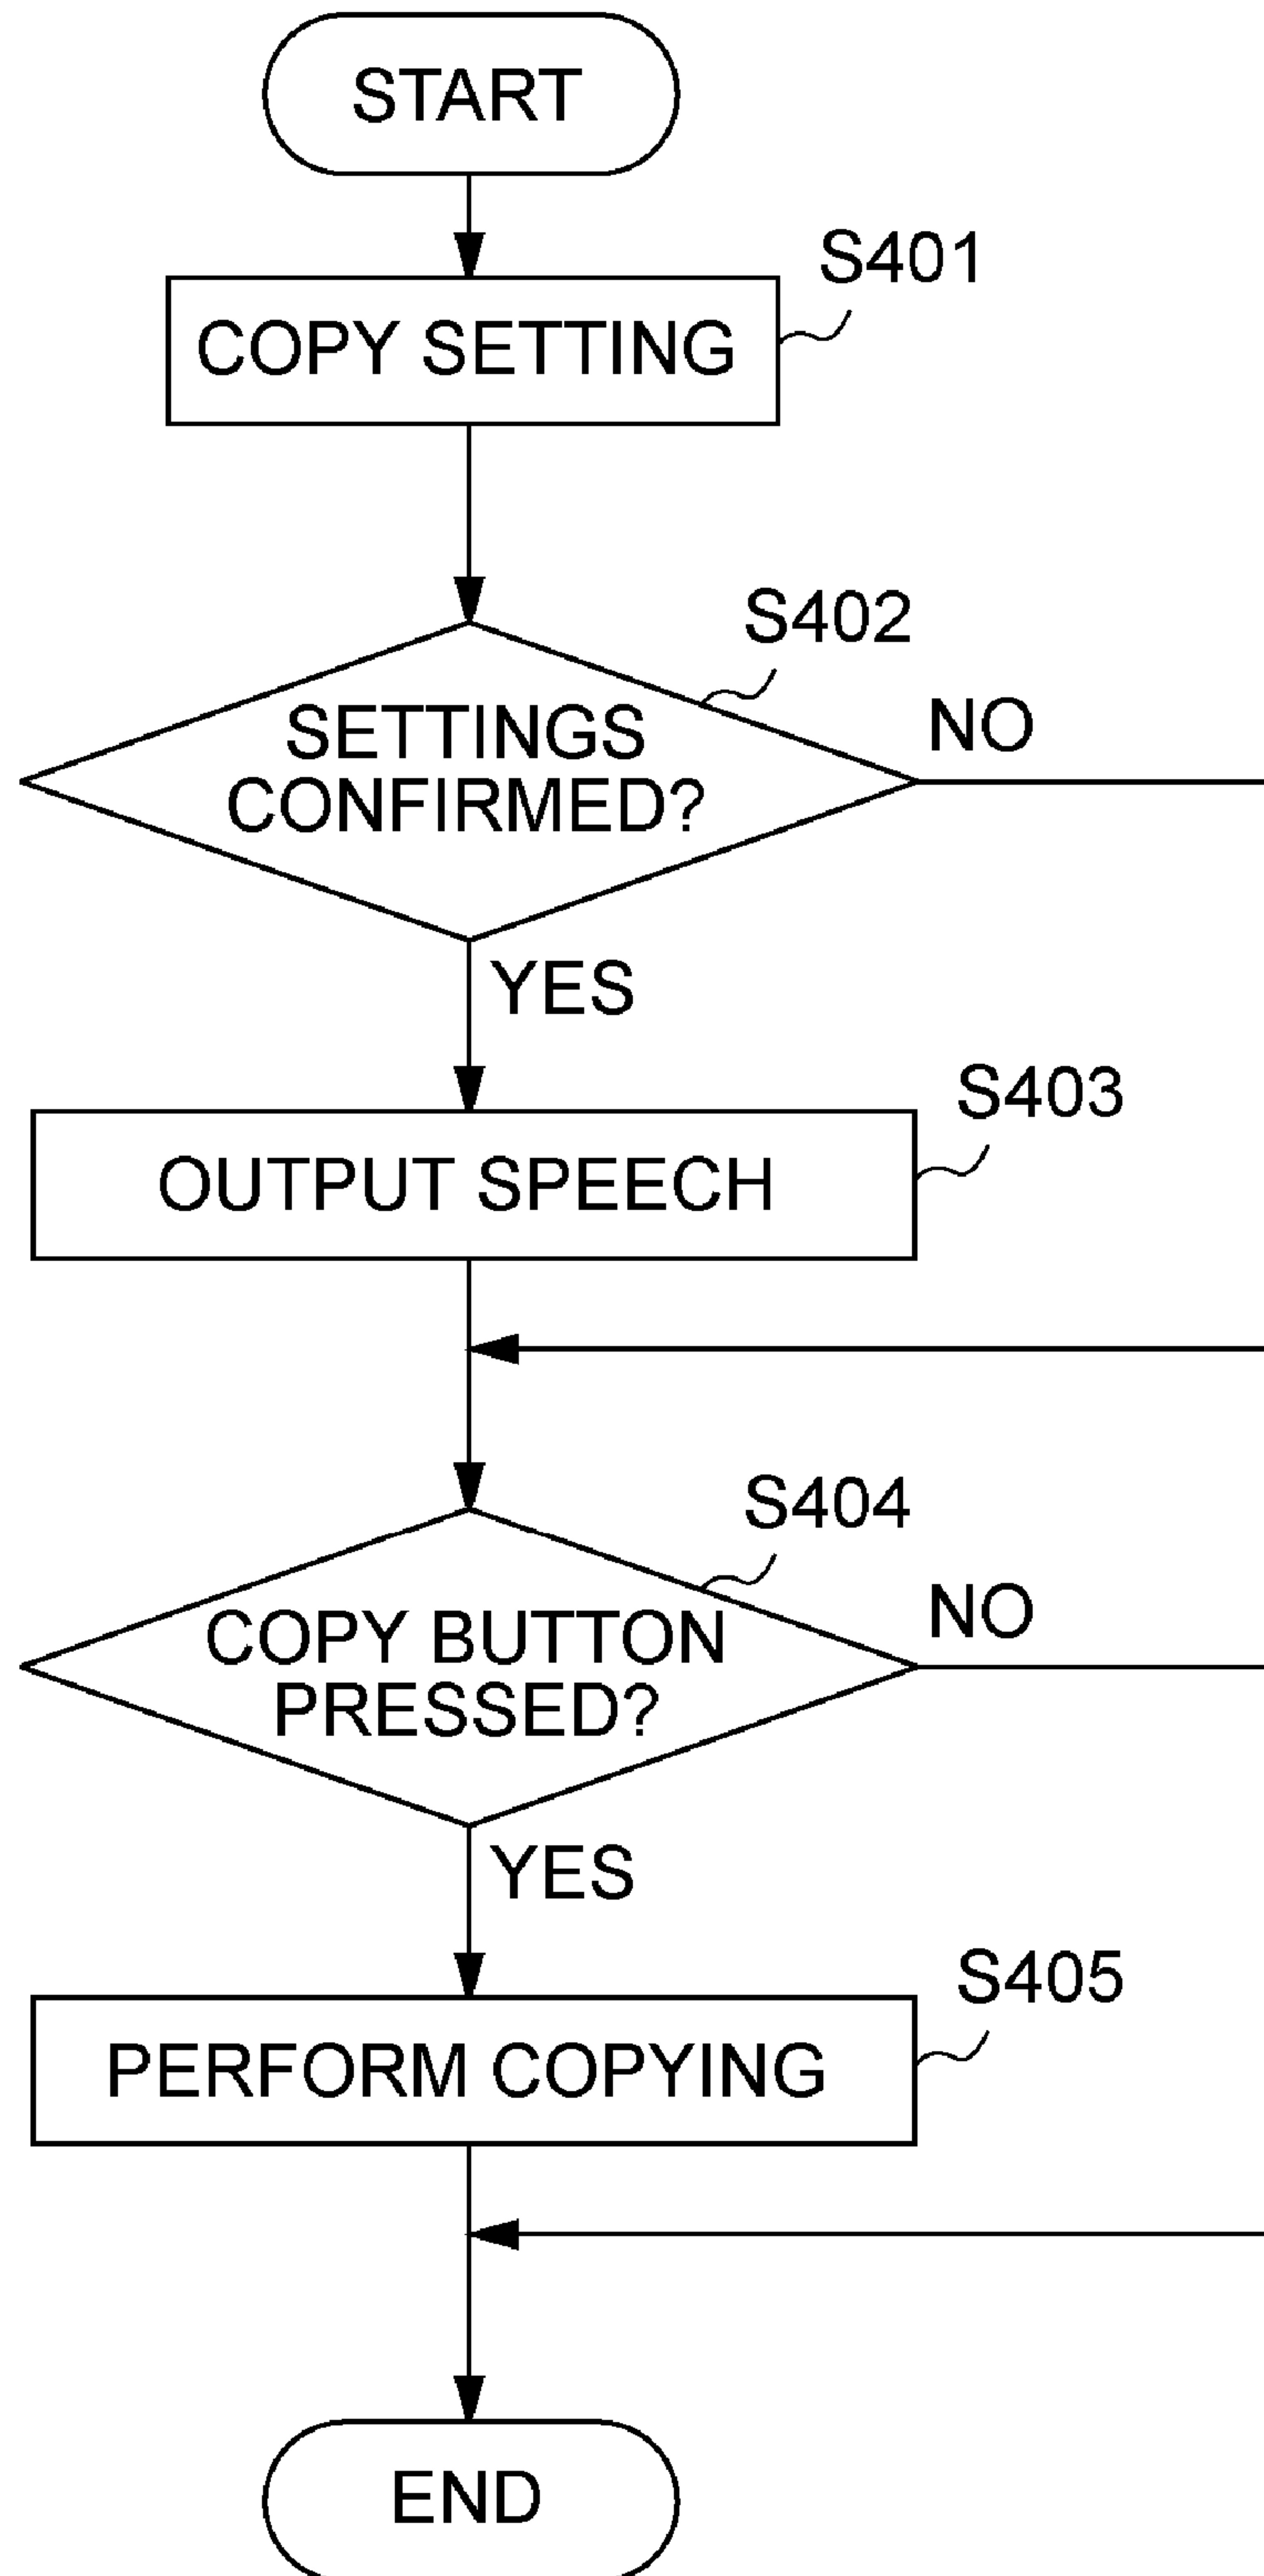 START
S401
COPY SETTING
S402
SETTINGS
CONFIRMED?
NO
YES
S403
OUTPUT SPEECH
S404
COPY BUTTON
PRESSED?
NO
YES
S405
PERFORM COPYING
END